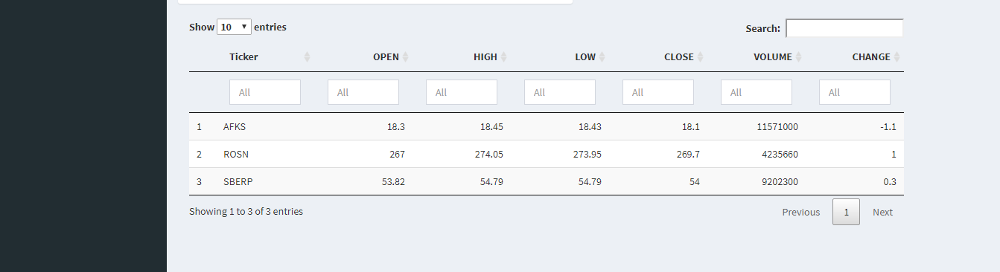 Show 10 entries Search:
Ticker OPEN HIGH LOW CLOSE VOLUME CHANGE
All All All All All All All
1 AFKS 18.3 18.45 18.43 18.1 11571000 -1.1
2 ROSN 267 274.05 273.95 269.7 4235660 1
3 SBERP 53.82 54.79 54.79 54 9202300 0.3
Showing 1 to 3 of 3 entries Previous 1 Next